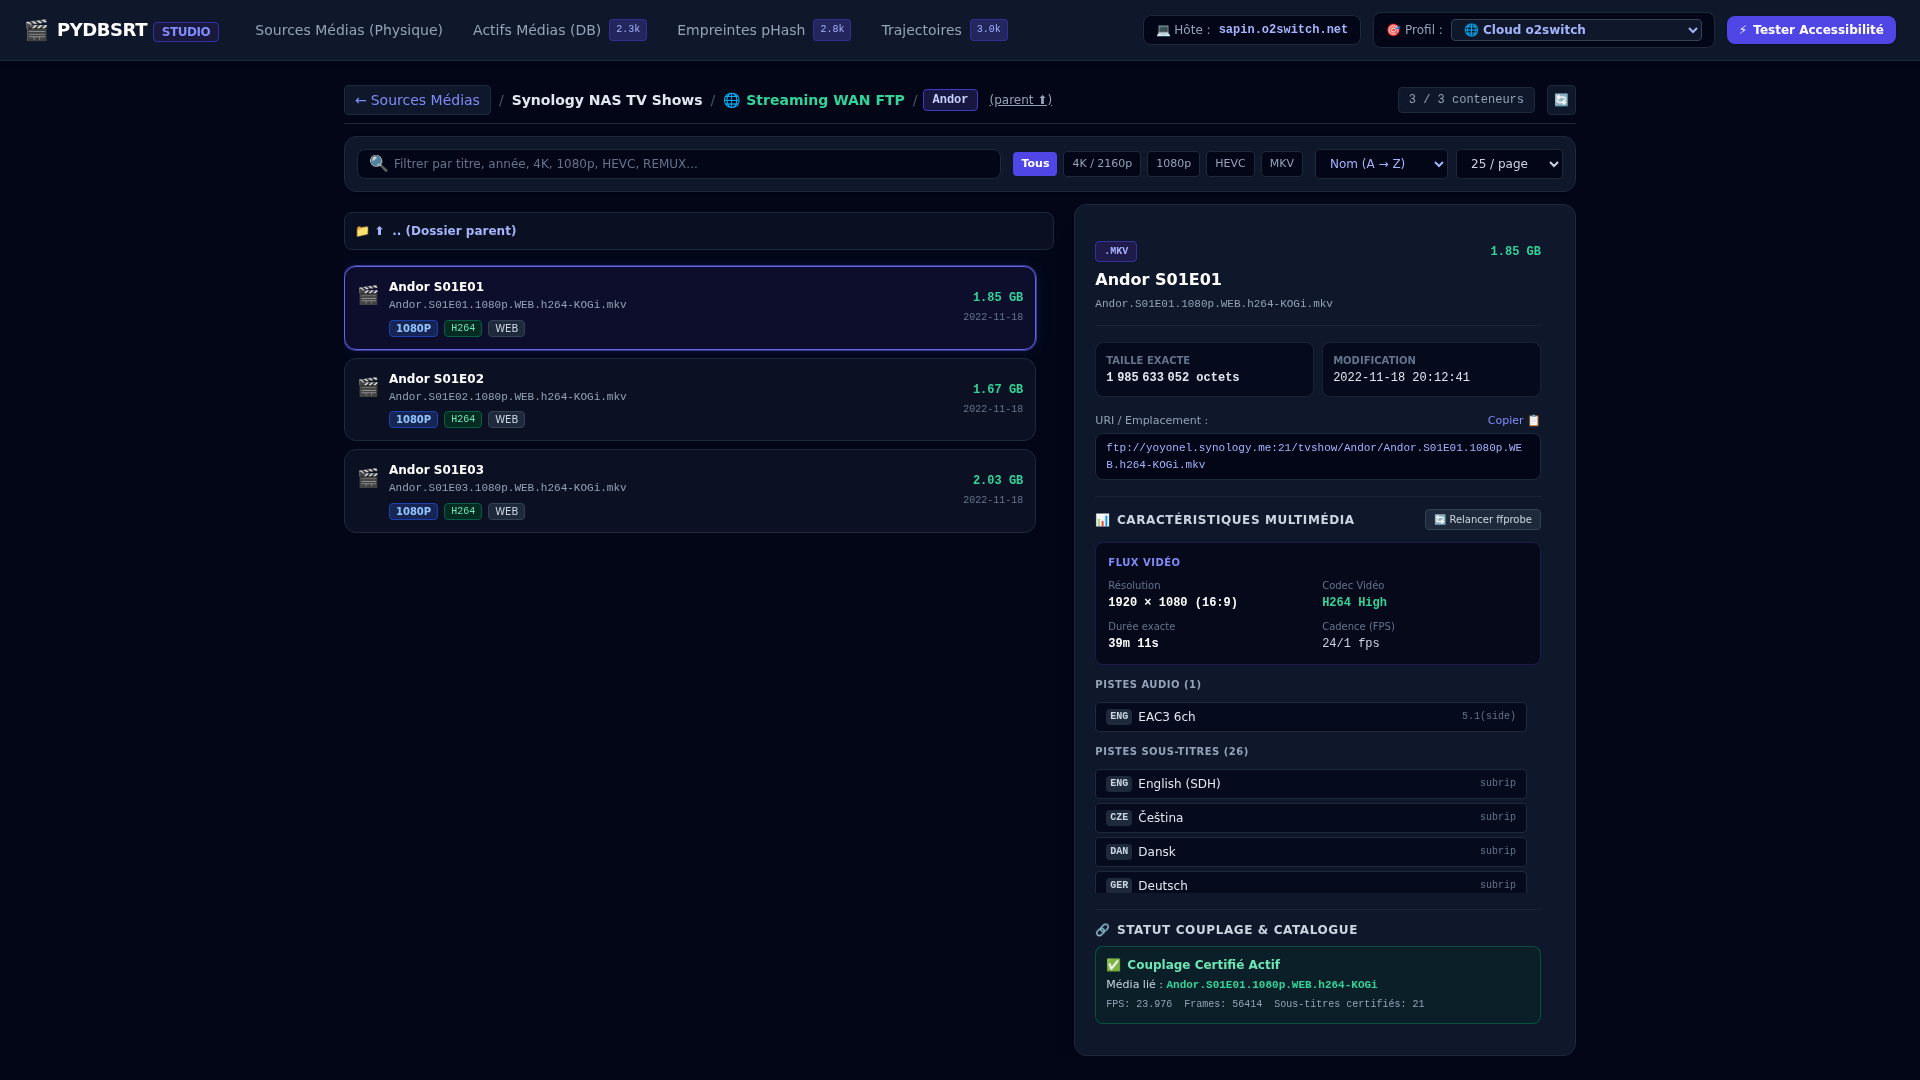 PYDBSRT STUDIO
Sources Médias (Physique)
Actifs Médias (DB) 2.3k
Empreintes pHash 2.8k
Trajectoires 3.0k
Hôte : sapin.o2switch.net
Profil : Cloud o2switch
Tester Accessibilité
← Sources Médias / Synology NAS TV Shows / Streaming WAN FTP / Andor (parent ⬆)
3 / 3 conteneurs
Filtrer par titre, année, 4K, 1080p, HEVC, REMUX...
Tous
4K / 2160p
1080p
HEVC
MKV
Nom (A → Z)
25 / page
.. (Dossier parent)
Andor S01E01
Andor.S01E01.1080p.WEB.h264-KOGi.mkv
1080P H264 WEB
1.85 GB
2022-11-18
Andor S01E02
Andor.S01E02.1080p.WEB.h264-KOGi.mkv
1080P H264 WEB
1.67 GB
2022-11-18
Andor S01E03
Andor.S01E03.1080p.WEB.h264-KOGi.mkv
1080P H264 WEB
2.03 GB
2022-11-18
.MKV
1.85 GB
Andor S01E01
Andor.S01E01.1080p.WEB.h264-KOGi.mkv
TAILLE EXACTE
1 985 633 052 octets
MODIFICATION
2022-11-18 20:12:41
URI / Emplacement :
Copier
ftp://yoyonel.synology.me:21/tvshow/Andor/Andor.S01E01.1080p.WE
B.h264-KOGi.mkv
CARACTÉRISTIQUES MULTIMÉDIA
Relancer ffprobe
FLUX VIDÉO
Résolution
1920 × 1080 (16:9)
Codec Vidéo
H264 High
Durée exacte
39m 11s
Cadence (FPS)
24/1 fps
PISTES AUDIO (1)
ENG EAC3 6ch 5.1(side)
PISTES SOUS-TITRES (26)
ENG English (SDH) subrip
CZE Čeština subrip
DAN Dansk subrip
GER Deutsch subrip
STATUT COUPLAGE & CATALOGUE
Couplage Certifié Actif
Média lié : Andor.S01E01.1080p.WEB.h264-KOGi
FPS: 23.976 Frames: 56414 Sous-titres certifiés: 21